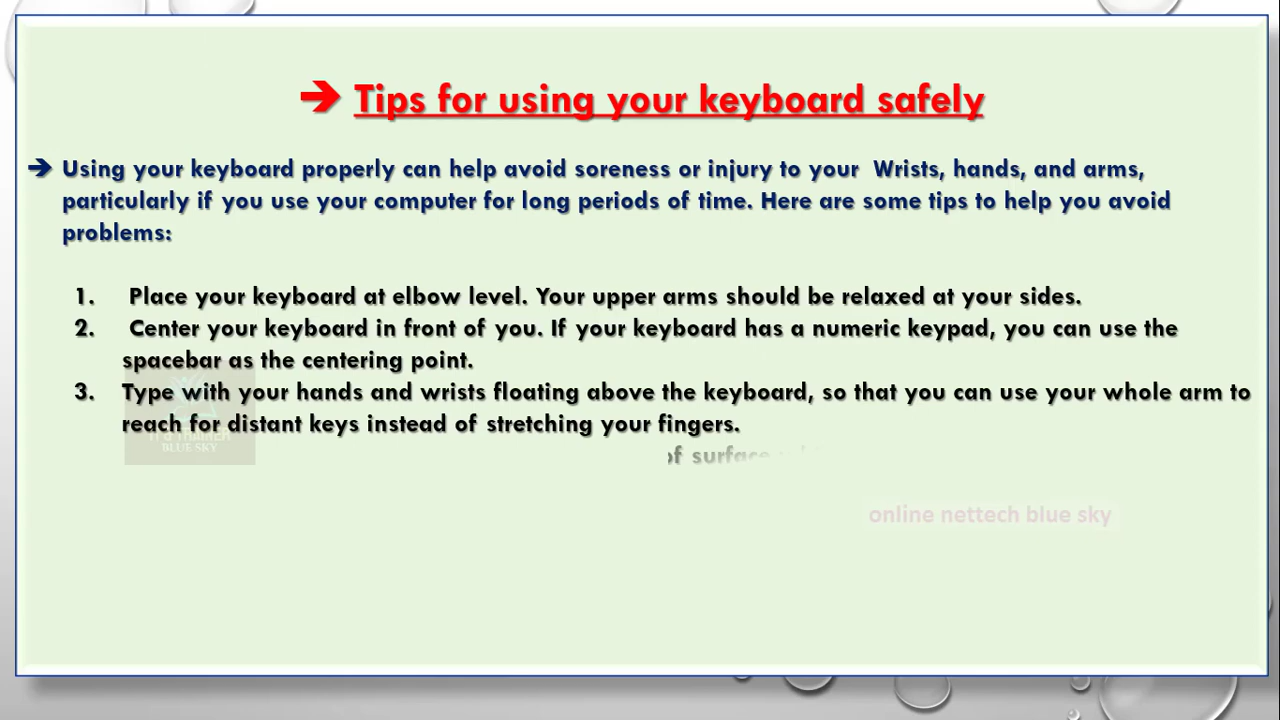 ➔ Tips for using your keyboard safely
➔ Using your keyboard properly can help avoid soreness or injury to your Wrists, hands, and arms,
particularly if you use your computer for long periods of time. Here are some tips to help you avoid
problems:
1. Place your keyboard at elbow level. Your upper arms should be relaxed at your sides.
2. Center your keyboard in front of you. If your keyboard has a numeric keypad, you can use the
spacebar as the centering point.
3. Type with your hands and wrists floating above the keyboard, so that you can use your whole arm to
reach for distant keys instead of stretching your fingers.
of surface
BLUE SKY
online nettech blue sky